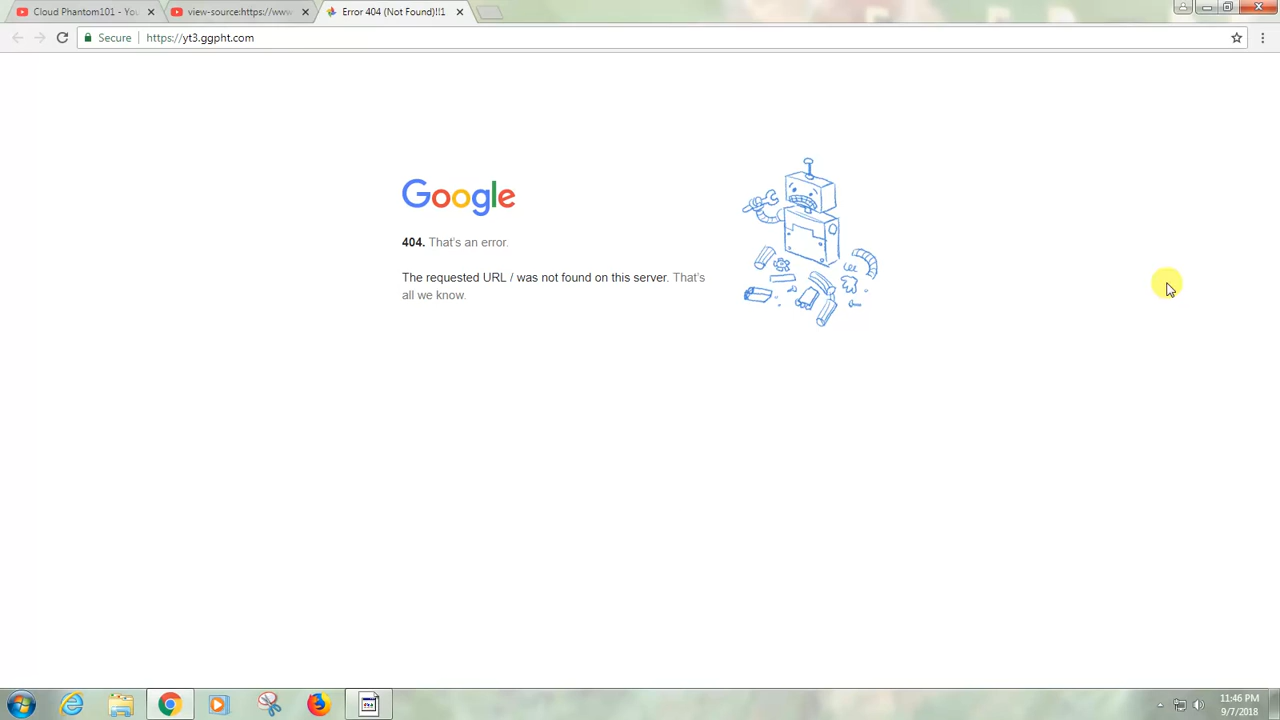 Cloud Phantom101 - You
view-source:https://www
Error 404 (Not Found)!!1
Secure
https://yt3.ggpht.com
Google
404. That's an error.
The requested URL / was not found on this server. That's
all we know.
11:46 PM
9/7/2018